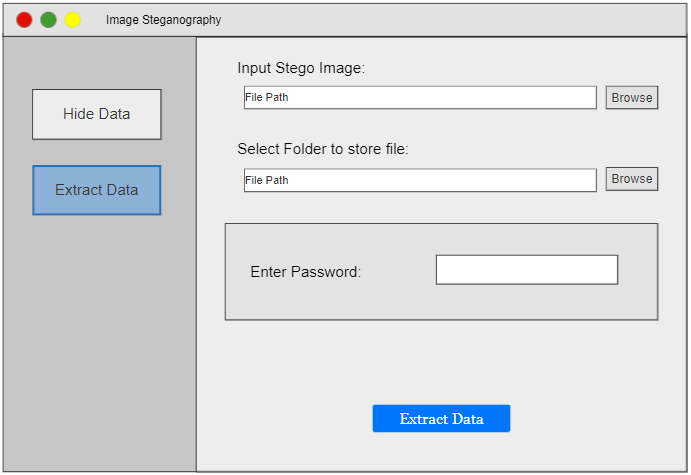 Image Steganography
Hide Data
Extract Data
Input Stego Image:
File Path
Browse
Select Folder to store file:
File Path
Browse
Enter Password:
Extract Data